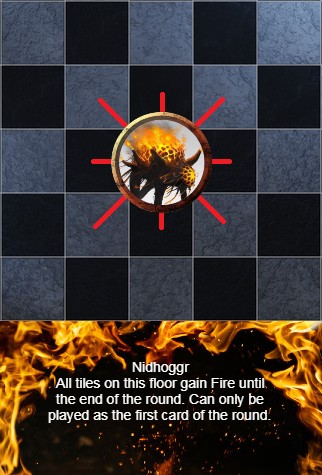 Nidhoggr
All tiles on this floor gain Fire until
the end of the round. Can only be
played as the first card of the round.